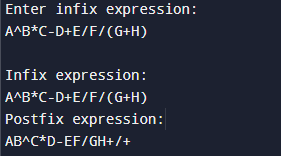 Enter infix expression:
A^B*C-D+E/F/(G+H)
Infix expression:
A^B*C-D+E/F/(G+H)
Postfix expression:
AB^C*D-EF/GH+/+